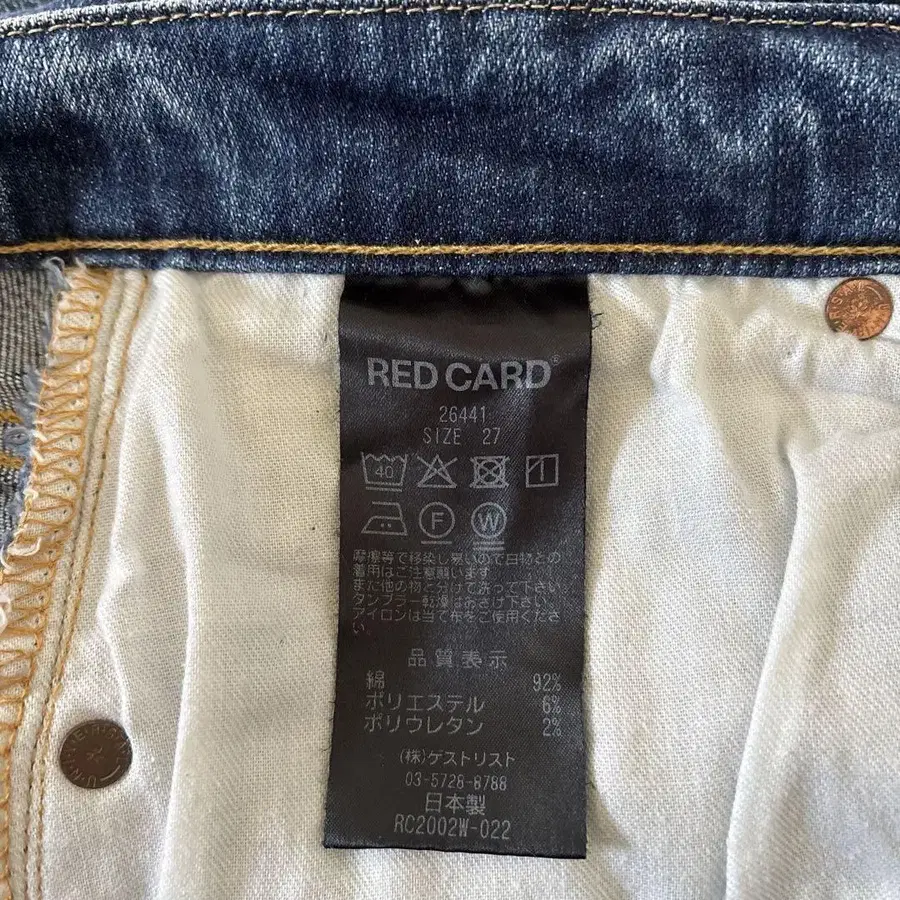 RED CARD®
26441
SIZE 27
40
F W
摩擦等で移染し易いので白物との
着用はご注意願います
また他の物と分けて洗って下さい
タンブラー乾燥はお避け下さい
アイロンは当て布をご使用くださ
い
品質表示
綿 92%
ポリエステル 6%
ポリウレタン 2%
(株)ゲストリスト
03-5728-8788
日本製
RC2002W-022